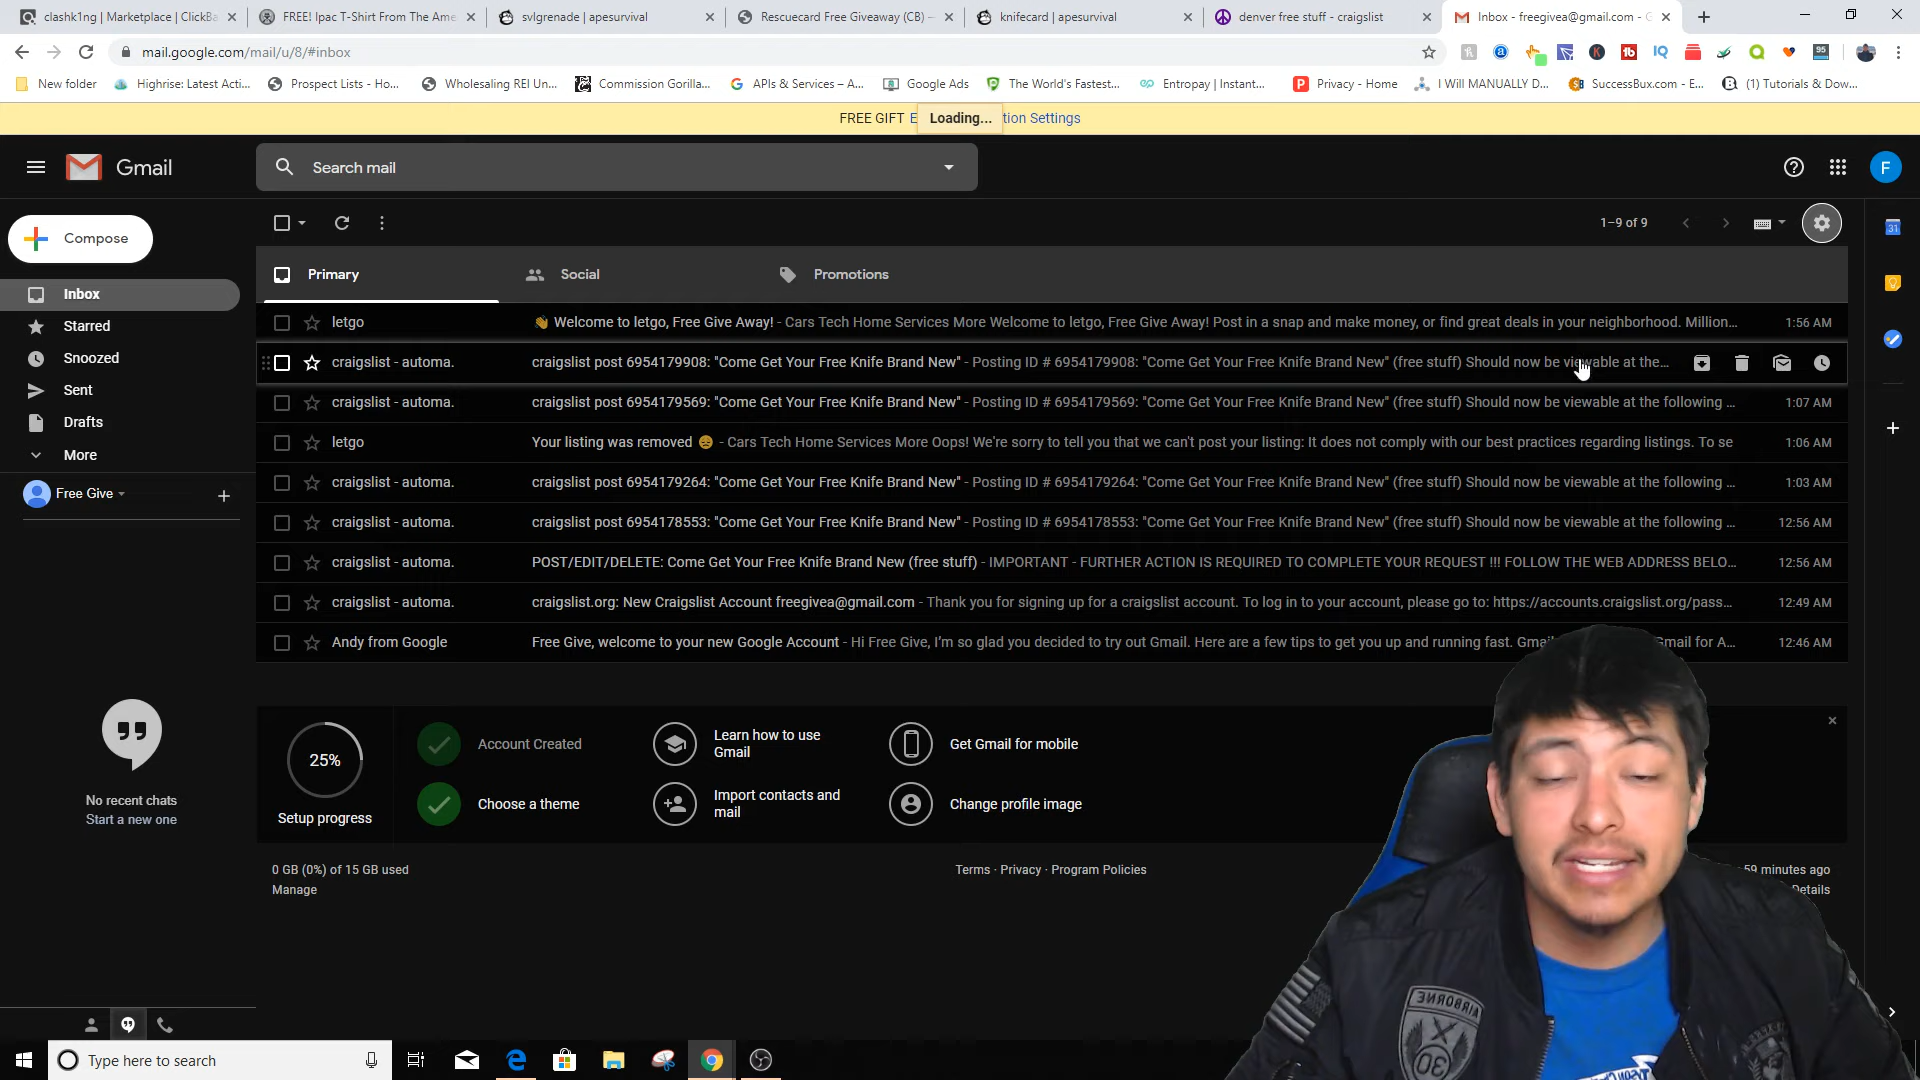 clashk1ng | Marketplace | ClickBa
FREE! Ipac T-Shirt From The Ame
svlgrenade | apesurvival
Rescuecard Free Giveaway (CB) –
knifecard | apesurvival
denver free stuff - craigslist
Inbox - freegivea@gmail.com - G
mail.google.com/mail/u/8/#inbox
New folder
Highrise: Latest Acti...
Prospect Lists - Ho...
Wholesaling REI Un...
Commission Gorilla...
APIs & Services – A...
Google Ads
The World's Fastest...
Entropay | Instant...
Privacy - Home
I Will MANUALLY D...
SuccessBux.com - E...
(1) Tutorials & Dow...
FREE GIFT
Loading...
tion Settings
Gmail
Search mail
F
Compose
1–9 of 9
Primary
Social
Promotions
Inbox
Starred
Snoozed
Sent
Drafts
More
Free Give
letgo 👋 Welcome to letgo, Free Give Away! - Cars Tech Home Services More Welcome to letgo, Free Give Away! Post in a snap and make money, or find great deals in your neighborhood. Million... 1:56 AM
craigslist - automa. craigslist post 6954179908: "Come Get Your Free Knife Brand New" - Posting ID # 6954179908: "Come Get Your Free Knife Brand New" (free stuff) Should now be viewable at the...
craigslist - automa. craigslist post 6954179569: "Come Get Your Free Knife Brand New" - Posting ID # 6954179569: "Come Get Your Free Knife Brand New" (free stuff) Should now be viewable at the following ... 1:07 AM
letgo Your listing was removed 😞 - Cars Tech Home Services More Oops! We're sorry to tell you that we can't post your listing: It does not comply with our best practices regarding listings. To se 1:06 AM
craigslist - automa. craigslist post 6954179264: "Come Get Your Free Knife Brand New" - Posting ID # 6954179264: "Come Get Your Free Knife Brand New" (free stuff) Should now be viewable at the following ... 1:03 AM
craigslist - automa. craigslist post 6954178553: "Come Get Your Free Knife Brand New" - Posting ID # 6954178553: "Come Get Your Free Knife Brand New" (free stuff) Should now be viewable at the following ... 12:56 AM
craigslist - automa. POST/EDIT/DELETE: Come Get Your Free Knife Brand New (free stuff) - IMPORTANT - FURTHER ACTION IS REQUIRED TO COMPLETE YOUR REQUEST !!! FOLLOW THE WEB ADDRESS BELO... 12:56 AM
craigslist - automa. craigslist.org: New Craigslist Account freegivea@gmail.com - Thank you for signing up for a craigslist account. To log in to your account, please go to: https://accounts.craigslist.org/pass... 12:49 AM
Andy from Google Free Give, welcome to your new Google Account - Hi Free Give, I'm so glad you decided to try out Gmail. Here are a few tips to get you up and running fast. Gmai mail for A... 12:46 AM
No recent chats
Start a new one
25%
Setup progress
Account Created
Choose a theme
Learn how to use
Gmail
Import contacts and
mail
Get Gmail for mobile
Change profile image
0 GB (0%) of 15 GB used
Manage
Terms · Privacy · Program Policies
59 minutes ago
Details
AIRBORNE
30
Type here to search